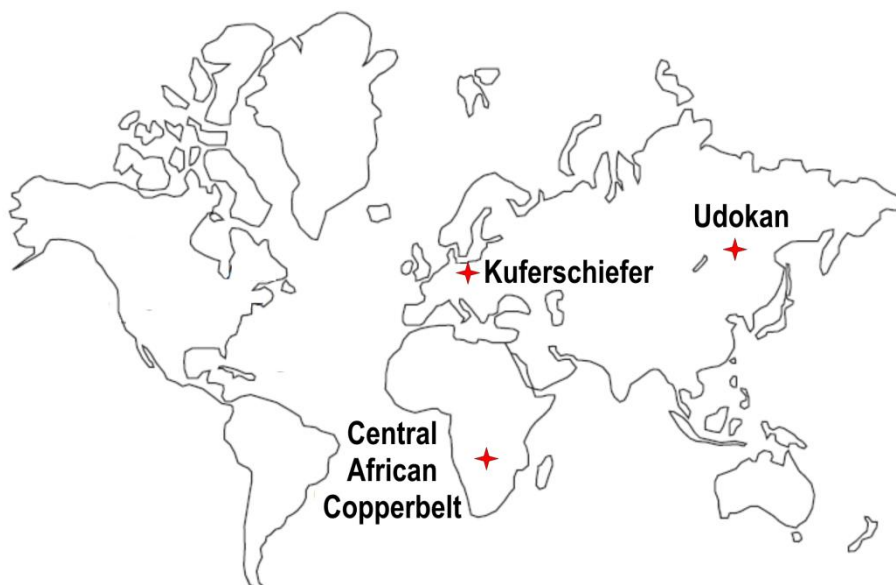 Udokan
Kuferschiefer
Central
African
Copperbelt